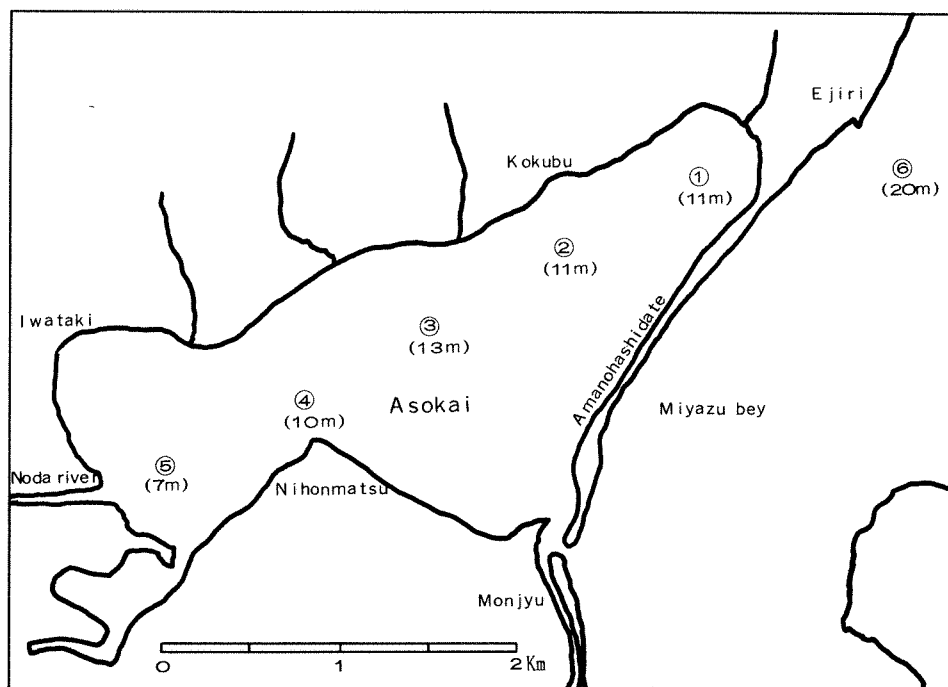 Ejiri
Kokubu
①
(11m)
⑥
(20m)
②
(11m)
Iwataki
③
(13m)
Amanohashidate
④
(10m)
Asokai
Miyazu bey
Noda river
⑤
(7m)
Nihonmatsu
Monjyu
0 1 2 Km